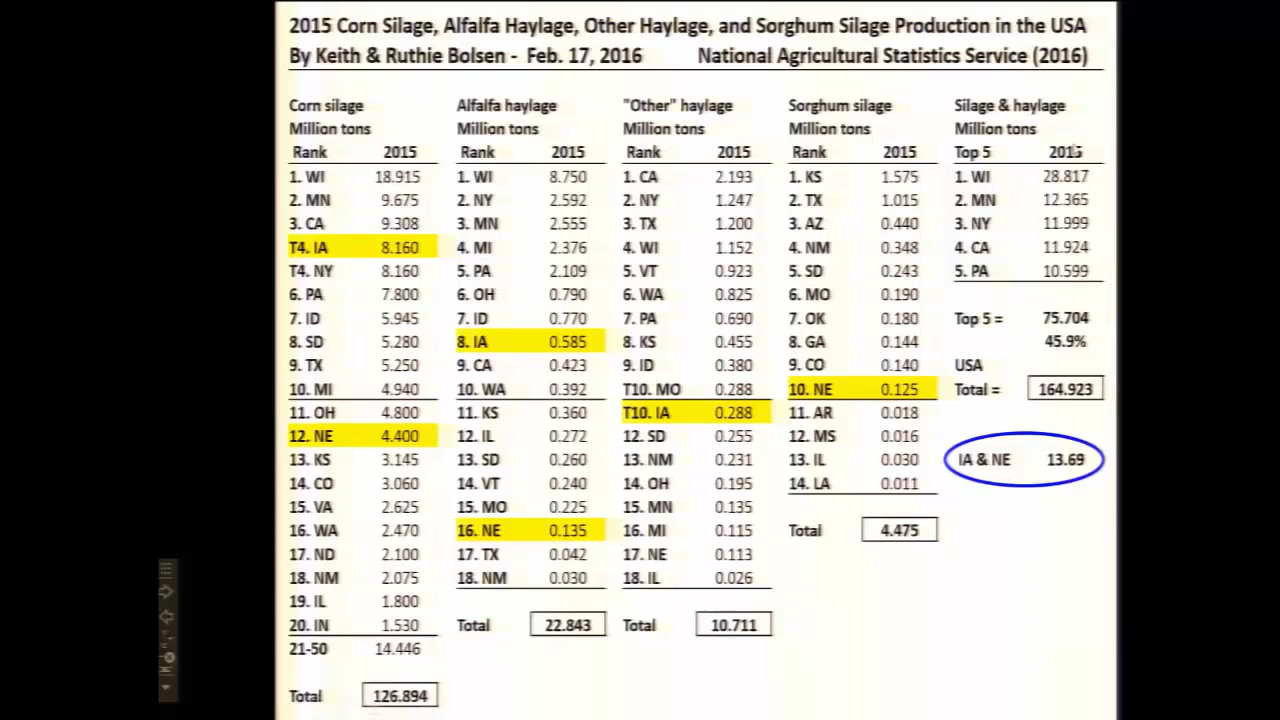 2015 Corn Silage, Alfalfa Haylage, Other Haylage, and Sorghum Silage Production in the USA
By Keith & Ruthie Bolsen - Feb. 17, 2016 National Agricultural Statistics Service (2016)
Corn silage
Million tons
Rank 2015
1. WI 18.915
2. MN 9.675
3. CA 9.308
T4. IA 8.160
T4. NY 8.160
6. PA 7.800
7. ID 5.945
8. SD 5.280
9. TX 5.250
10. MI 4.940
11. OH 4.800
12. NE 4.400
13. KS 3.145
14. CO 3.060
15. VA 2.625
16. WA 2.470
17. ND 2.100
18. NM 2.075
19. IL 1.800
20. IN 1.530
21-50 14.446
Total 126.894
Alfalfa haylage
Million tons
Rank 2015
1. WI 8.750
2. NY 2.592
3. MN 2.555
4. MI 2.376
5. PA 2.109
6. OH 0.790
7. ID 0.770
8. IA 0.585
9. CA 0.423
10. WA 0.392
11. KS 0.360
12. IL 0.272
13. SD 0.260
14. VT 0.240
15. MO 0.225
16. NE 0.135
17. TX 0.042
18. NM 0.030
Total 22.843
"Other" haylage
Million tons
Rank 2015
1. CA 2.193
2. NY 1.247
3. TX 1.200
4. WI 1.152
5. VT 0.923
6. WA 0.825
7. PA 0.690
8. KS 0.455
9. ID 0.380
T10. MO 0.288
T10. IA 0.288
12. SD 0.255
13. NM 0.231
14. OH 0.195
15. MN 0.135
16. MI 0.115
17. NE 0.113
18. IL 0.026
Total 10.711
Sorghum silage
Million tons
Rank 2015
1. KS 1.575
2. TX 1.015
3. AZ 0.440
4. NM 0.348
5. SD 0.243
6. MO 0.190
7. OK 0.180
8. GA 0.144
9. CO 0.140
10. NE 0.125
11. AR 0.018
12. MS 0.016
13. IL 0.030
14. LA 0.011
Total 4.475
Silage & haylage
Million tons
Top 5 2015
1. WI 28.817
2. MN 12.365
3. NY 11.999
4. CA 11.924
5. PA 10.599
Top 5 = 75.704
45.9%
USA
Total = 164.923
IA & NE 13.69